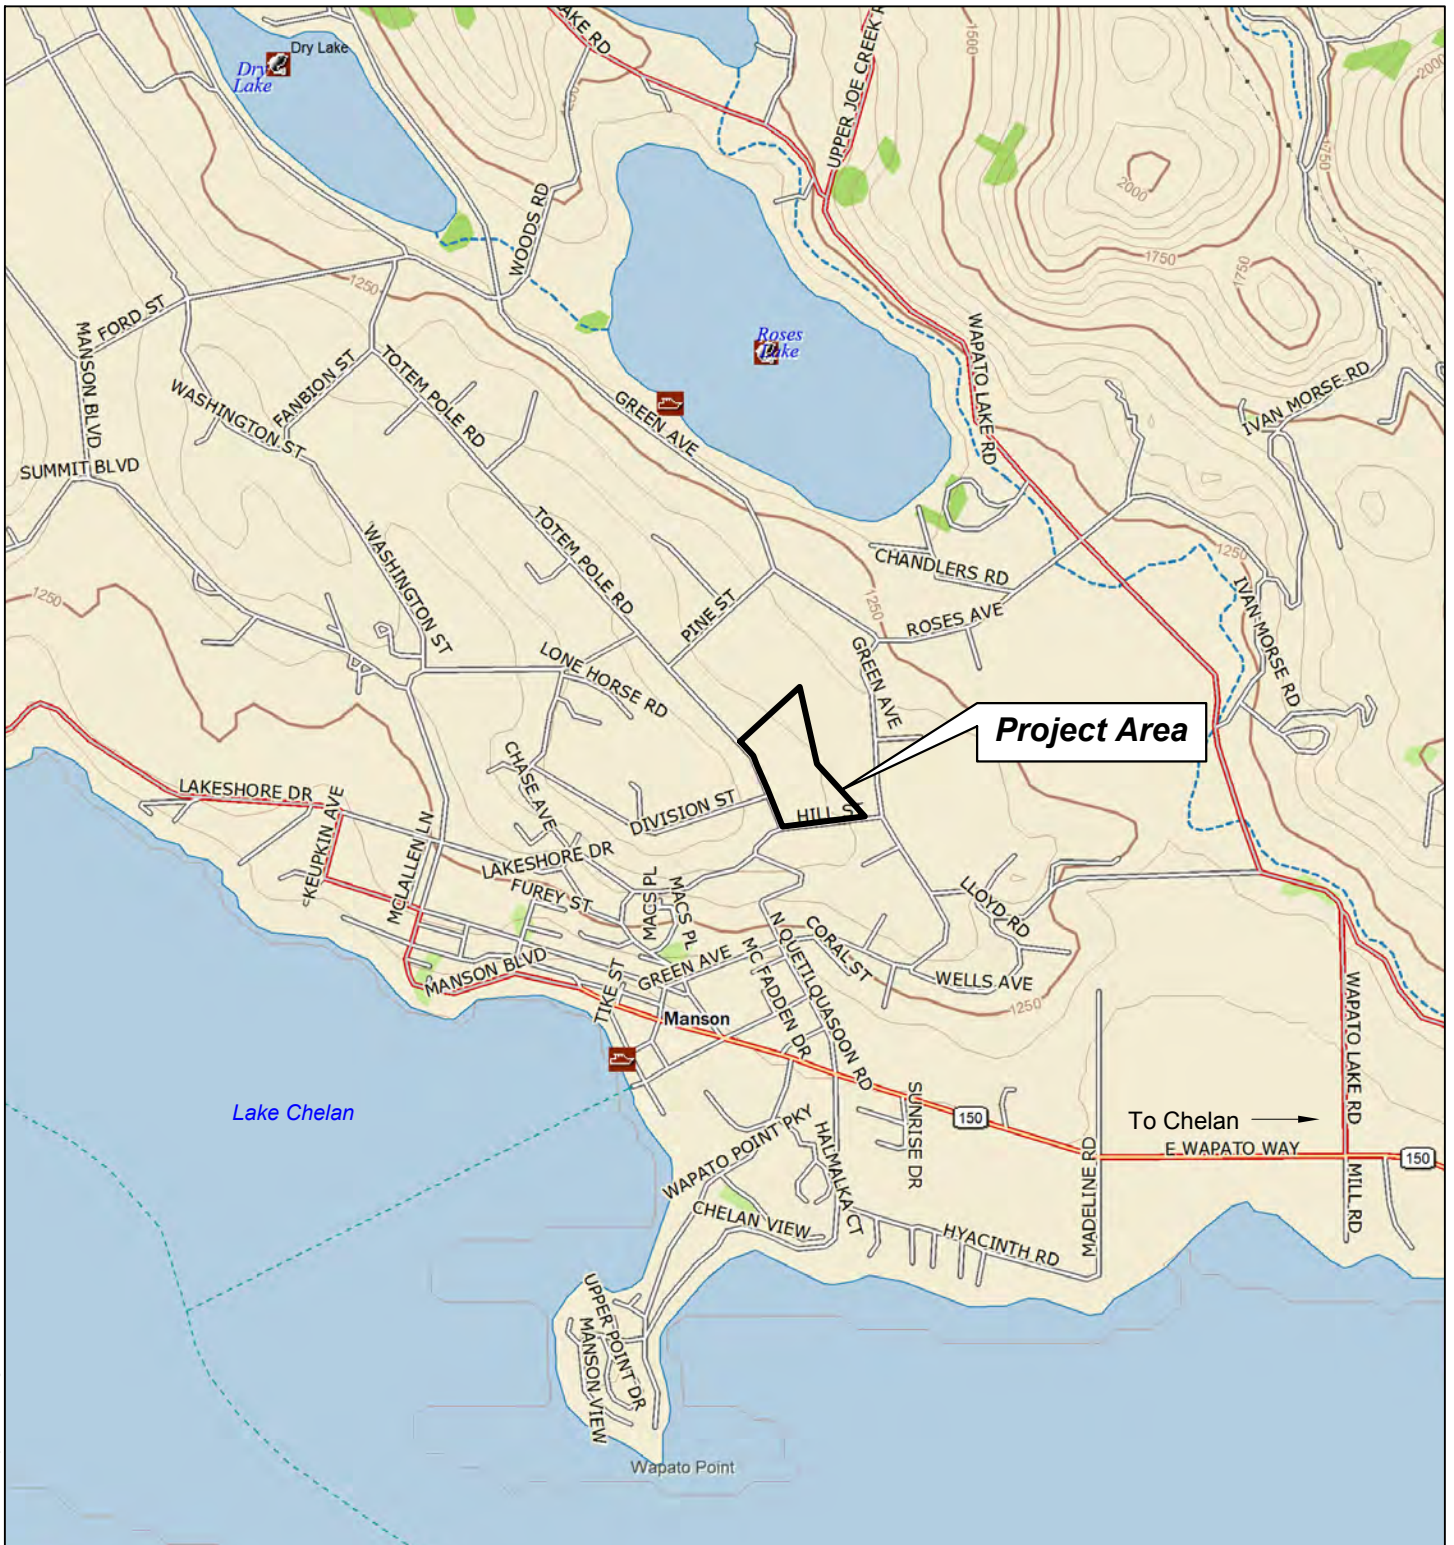 Dry Lake
Dry
Lake
AKE RD
UPPER JOE CREEK R
1500
2000
1250
1750
2000
1750
1750
WOODS RD
1250
FORD ST
MANSON BLVD
FANBION ST
TOTEM POLE RD
WASHINGTON ST
SUMMIT BLVD
Roses
Lake
GREEN AVE
WAPATO LAKE RD
IVAN MORSE RD
TOTEM POLE RD
WASHINGTON ST
1250
CHANDLERS RD
1250
1250
IVAN MORSE RD
PINE ST
ROSES AVE
LONE HORSE RD
GREEN AVE
Project Area
CHASE AVE
LAKESHORE DR
KEUPKIN AVE
MCLALLEN LN
DIVISION ST
HILL S
LAKESHORE DR
FUREY ST
MACS PL
MACS PL
LLOYD RD
N QUETILQUASOON RD
CORAL ST
MC FADDEN DR
GREEN AVE
WELLS AVE
MANSON BLVD
TIKE ST
1250
Manson
WAPATO LAKE RD
Lake Chelan
SUNRISE DR
150
To Chelan
E WAPATO WAY
150
WAPATO POINT PKY
HALMALKA CT
MADELINE RD
MILL RD
CHELAN VIEW
HYACINTH RD
UPPER POINT DR
MANSON VIEW
Wapato Point